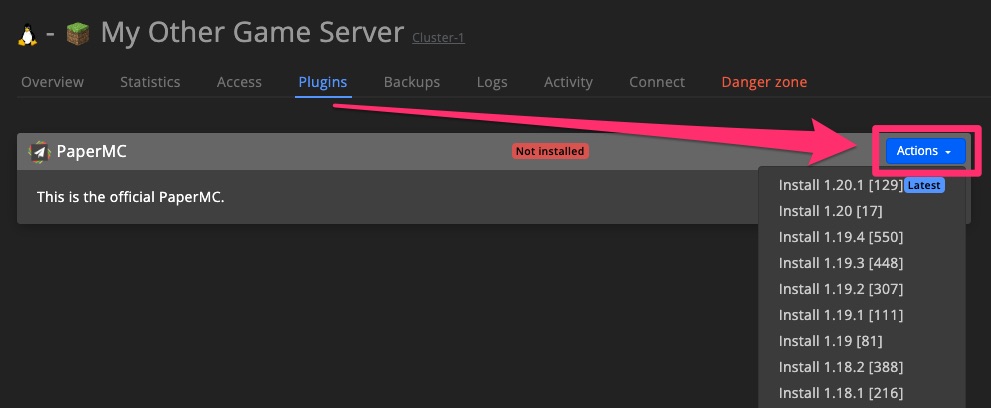 - My Other Game Server Cluster-1
Overview Statistics Access Plugins Backups Logs Activity Connect Danger zone
PaperMC Not installed Actions
This is the official PaperMC.
Install 1.20.1 [129] Latest
Install 1.20 [17]
Install 1.19.4 [550]
Install 1.19.3 [448]
Install 1.19.2 [307]
Install 1.19.1 [111]
Install 1.19 [81]
Install 1.18.2 [388]
Install 1.18.1 [216]